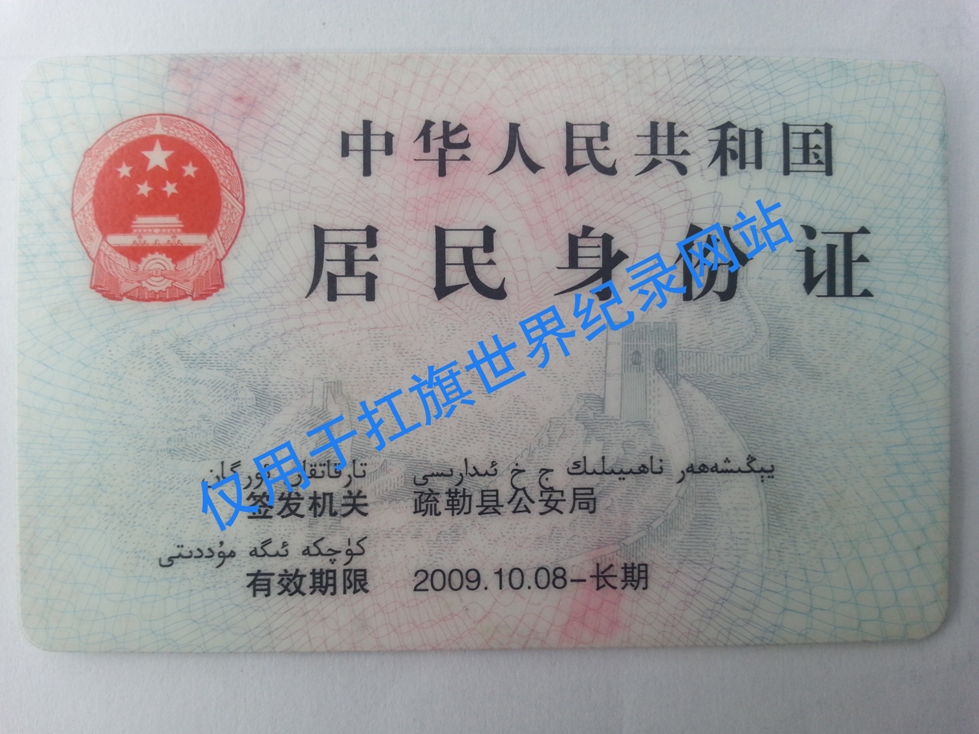 中华人民共和国
居民身份证
仅用于扛旗世界纪录网站
تارقاتقان ئورگان يېڭىشەھەر ناھىيىلىك ج خ ئىدارىسى
签发机关 疏勒县公安局
كۈچكە ئىگە مۇددىتى
有效期限 2009.10.08-长期